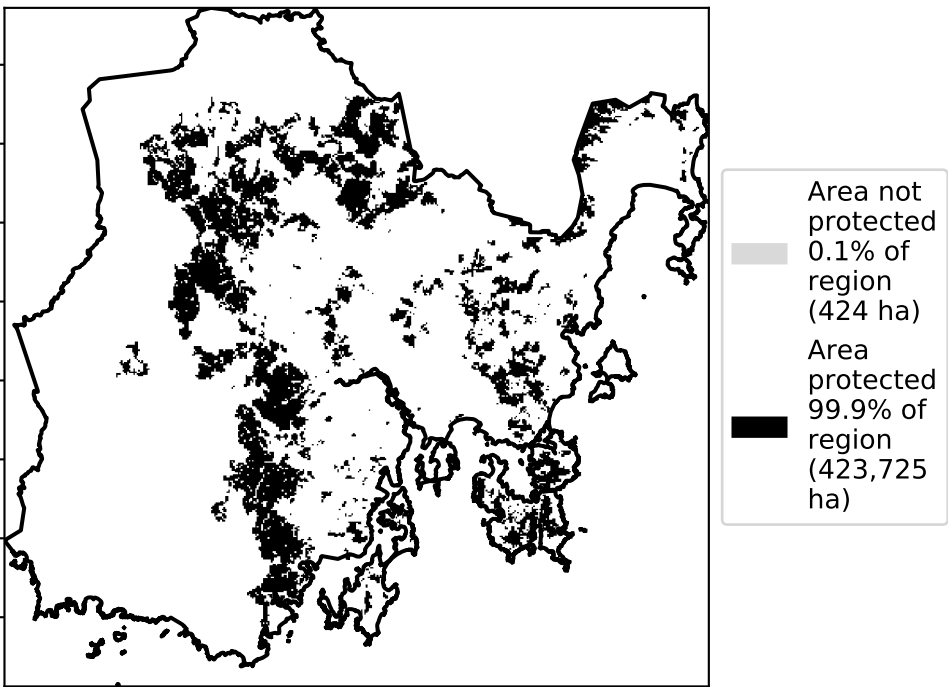 Area not
protected
0.1% of
region
(424 ha)
Area
protected
99.9% of
region
(423,725
ha)